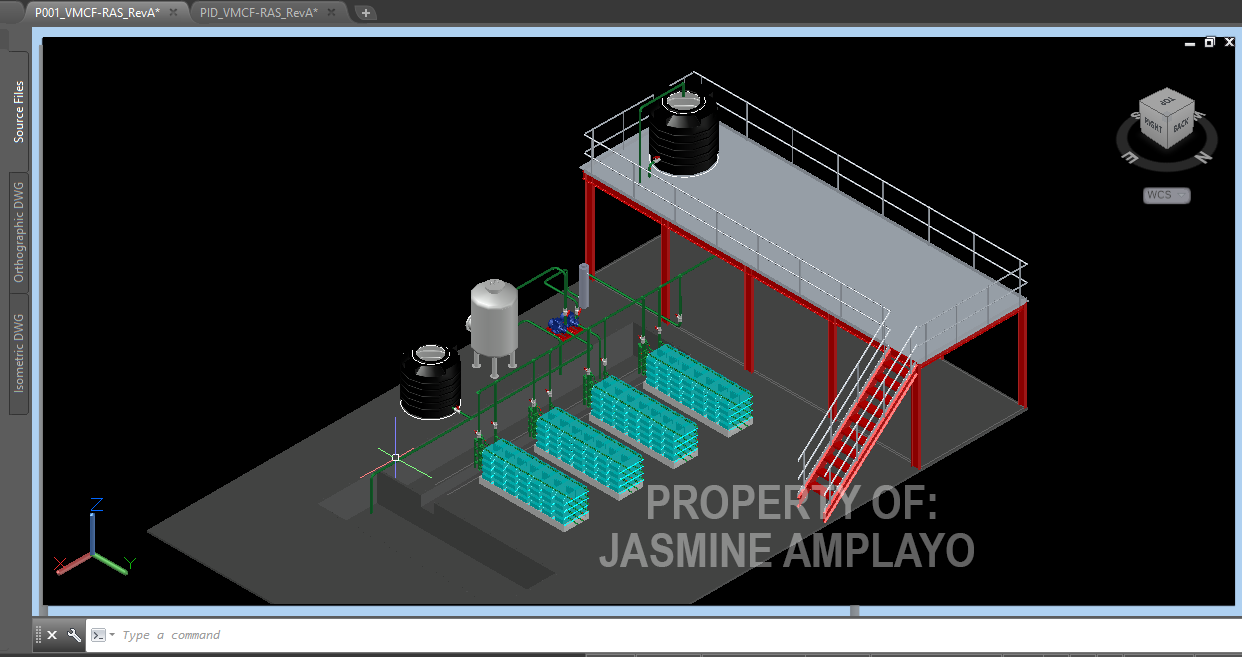 P001_VMCF-RAS_RevA*
PID_VMCF-RAS_RevA*
Source Files
Orthographic DWG
Isometric DWG
TOP
RIGHT
BACK
E
N
WCS
Z
X
Y
PROPERTY OF:
JASMINE AMPLAYO
Type a command